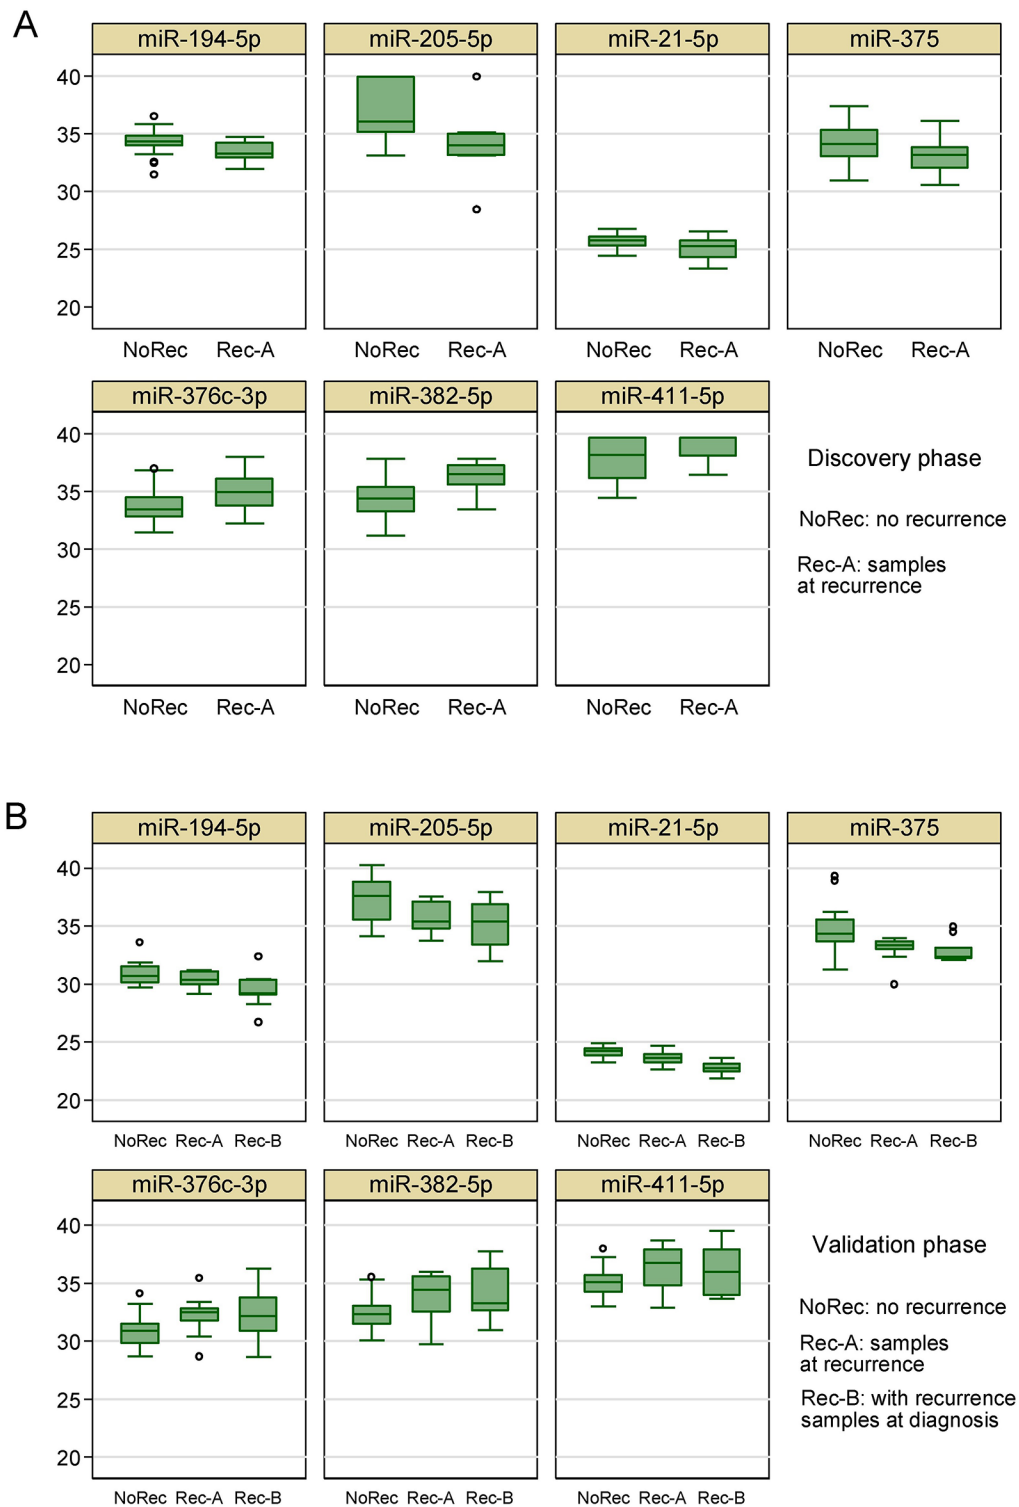 A
miR-194-5p miR-205-5p miR-21-5p miR-375
40
35
30
25
20
NoRec Rec-A NoRec Rec-A NoRec Rec-A NoRec Rec-A
miR-376c-3p miR-382-5p miR-411-5p
40
35
30
25
20
NoRec Rec-A NoRec Rec-A NoRec Rec-A
Discovery phase
NoRec: no recurrence
Rec-A: samples
at recurrence
B
miR-194-5p miR-205-5p miR-21-5p miR-375
40
35
30
25
20
NoRec Rec-A Rec-B NoRec Rec-A Rec-B NoRec Rec-A Rec-B NoRec Rec-A Rec-B
miR-376c-3p miR-382-5p miR-411-5p
40
35
30
25
20
NoRec Rec-A Rec-B NoRec Rec-A Rec-B NoRec Rec-A Rec-B
Validation phase
NoRec: no recurrence
Rec-A: samples
at recurrence
Rec-B: with recurrence
samples at diagnosis